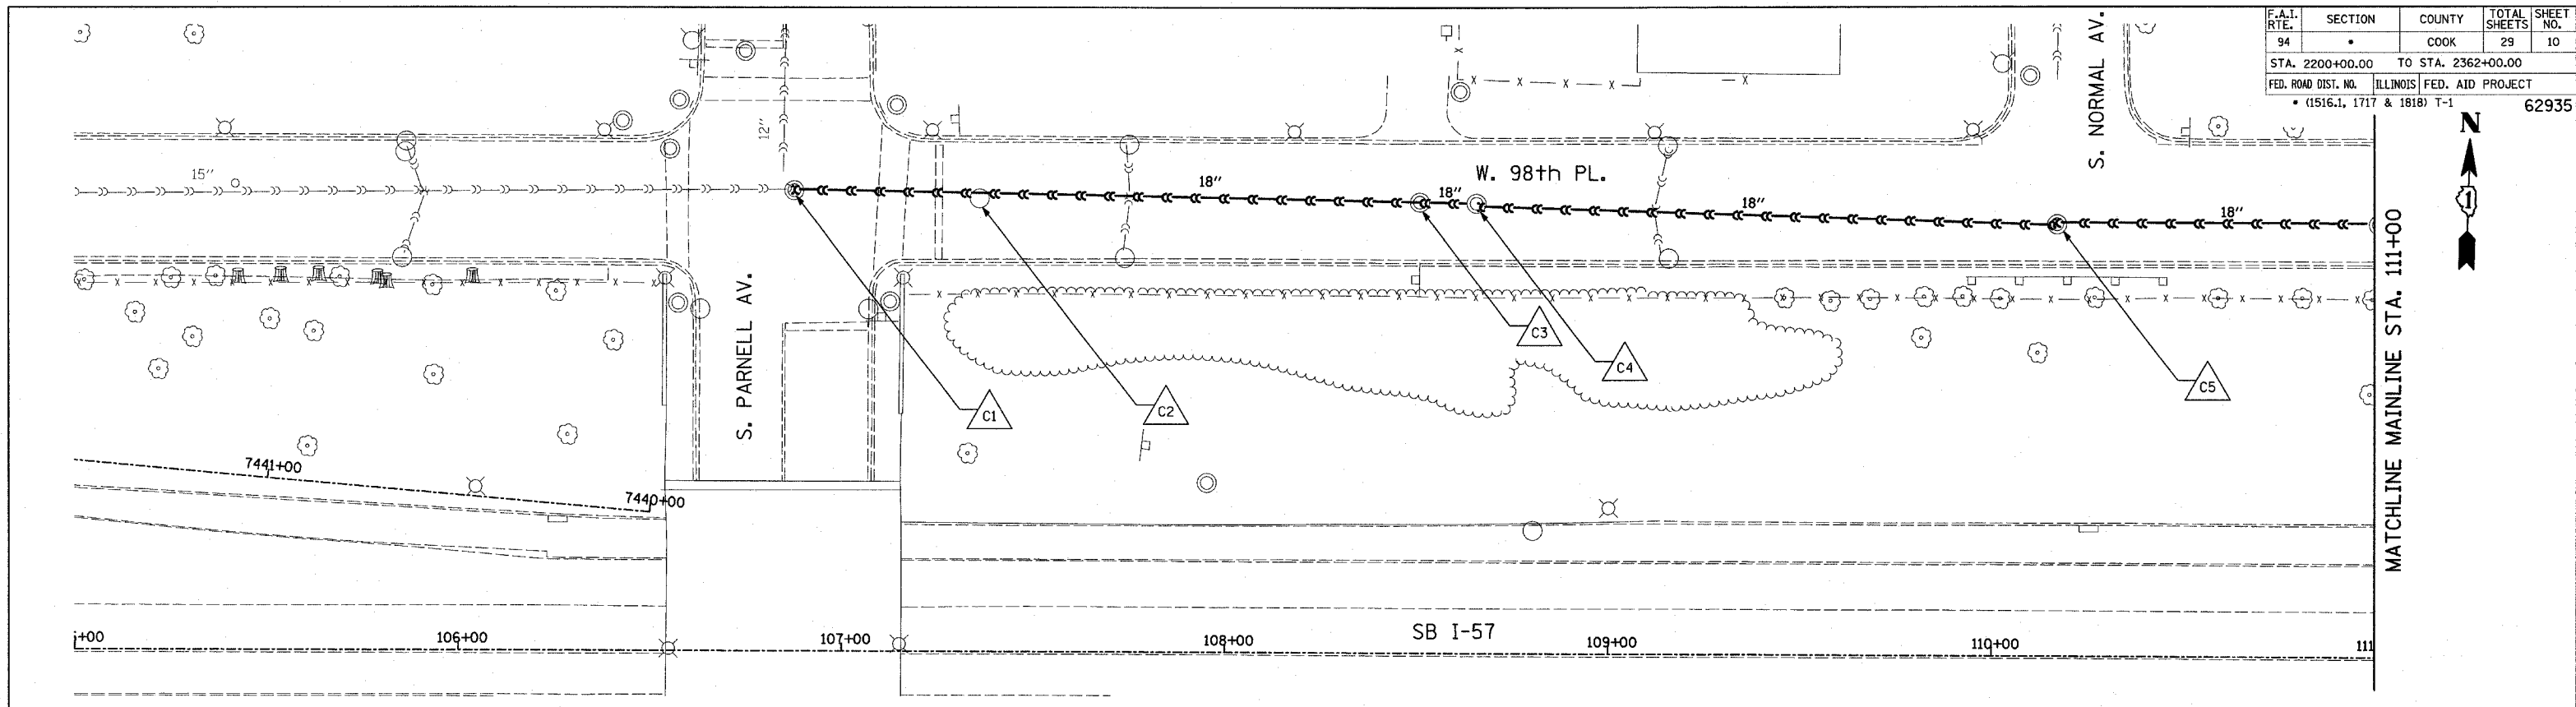 F.A.I. RTE. SECTION COUNTY TOTAL SHEETS SHEET NO.
94 • COOK 29 10
STA. 2200+00.00 TO STA. 2362+00.00
FED. ROAD DIST. NO. ILLINOIS FED. AID PROJECT
• (1516.1, 1717 & 1818) T-1
62935
N
1
S. NORMAL AV.
12"
15"
W. 98th PL.
18"
18"
18"
18"
S. PARNELL AV.
C1
C2
C3
C4
C5
MATCHLINE MAINLINE STA. 111+00
7441+00
7440+00
SB I-57
+00
106+00
107+00
108+00
109+00
110+00
111